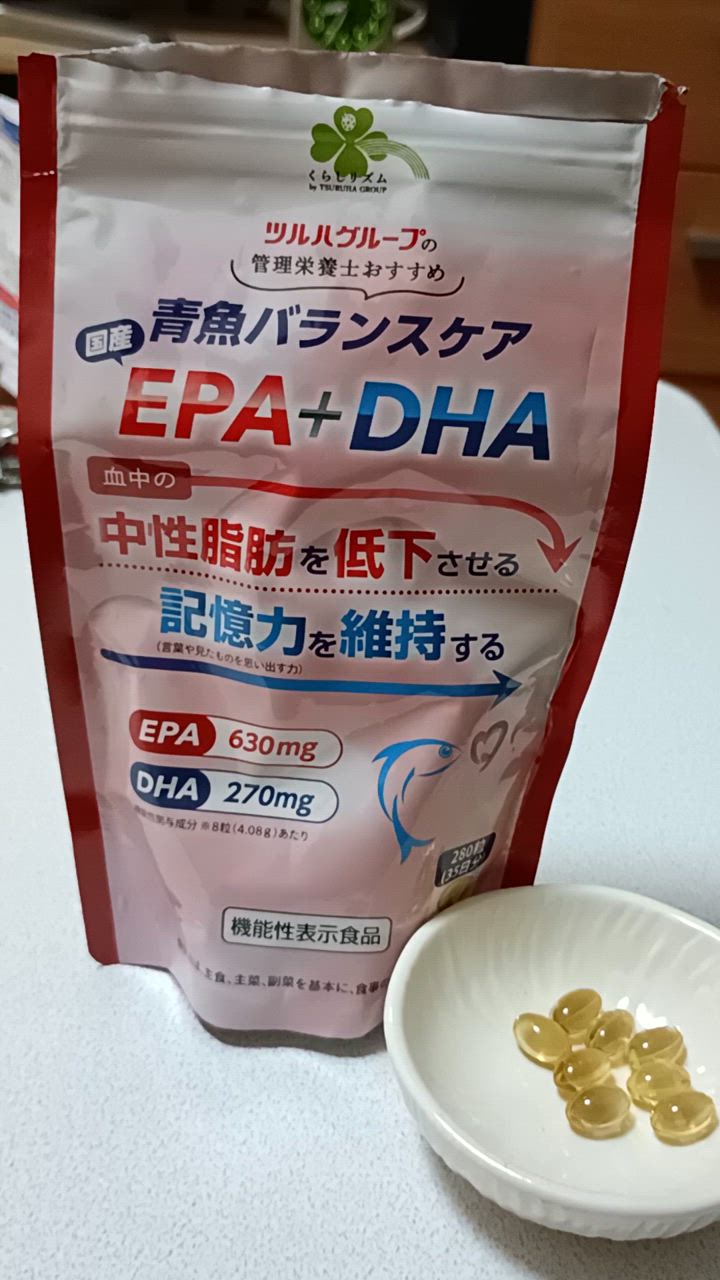 くらしリズム
by TSURUHA GROUP
ツルハグループの
管理栄養士おすすめ
国産
青魚バランスケア
EPA+DHA
血中の
中性脂肪を低下させる
記憶力を維持する
(言葉や見たものを思い出す力)
EPA 630mg
DHA 270mg
関与成分 ※8粒(4.08g)あたり
280粒
(35日分)
機能性表示食品
主食、主菜、副菜を基本に、食事の